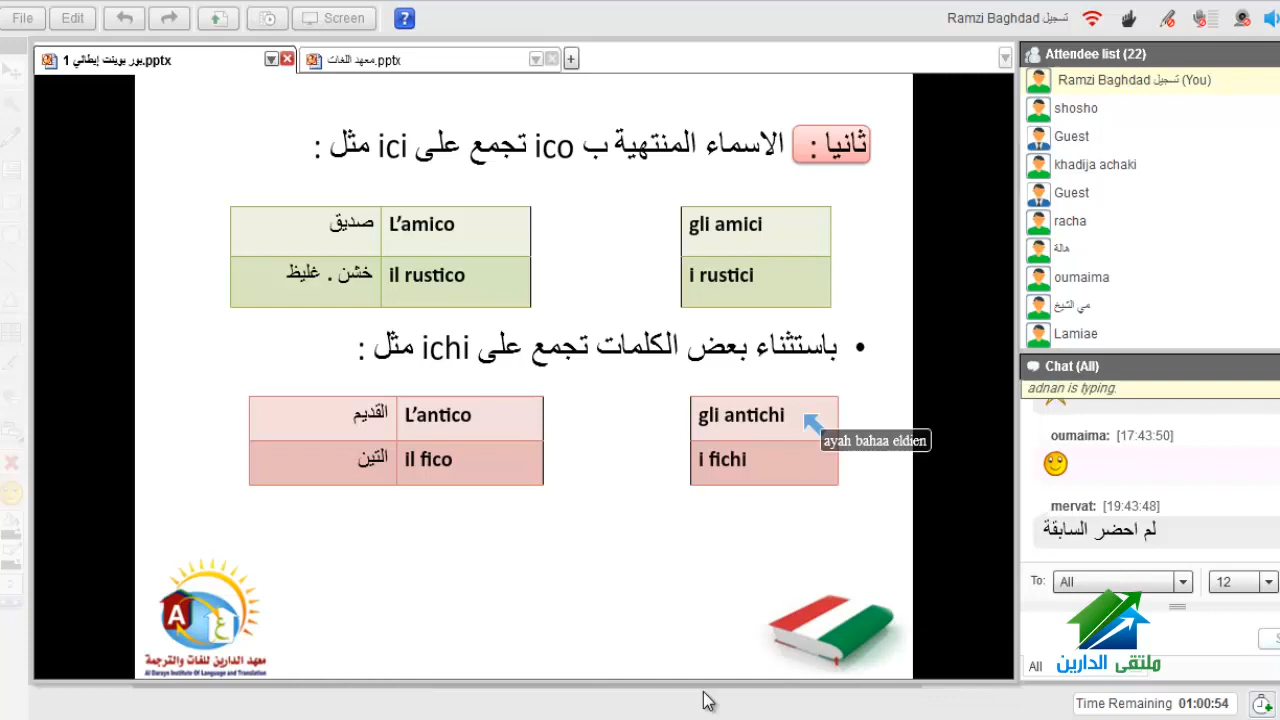 File Edit Screen ? Ramzi Baghdad تسجيل
بور بوينت إيطالي 1.pptx
معهد اللغات.pptx
ثانيا : الاسماء المنتهية ب ico تجمع على ici مثل :
صديق L’amico gli amici
خشن . غليظ il rustico i rustici
• باستثناء بعض الكلمات تجمع على ichi مثل :
القديم L’antico gli antichi
ayah bahaa eldien
التين il fico i fichi
معهد الدارين للغات والترجمة
Al Darayn Institute Of Language and Translation
Attendee list (22)
Ramzi Baghdad تسجيل (You)
shosho
Guest
khadija achaki
Guest
racha
هالة
oumaima
مي الشيخ
Lamiae
Chat (All)
adnan is typing.
oumaima: [17:43:50]
mervat: [19:43:48]
لم احضر السابقة
To: All 12
All
ملتقى الدارين
Time Remaining 01:00:54